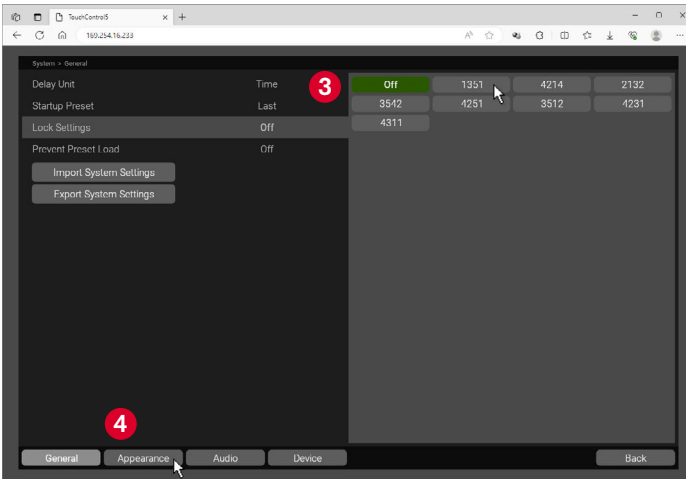 TouchControl5
169.254.16.233
System > General
Delay Unit Time
3
Off 1351 4214 2132
Startup Preset Last
3542 4251 3512 4231
Lock Settings Off
4311
Prevent Preset Load Off
Import System Settings
Export System Settings
4
General Appearance Audio Device Back